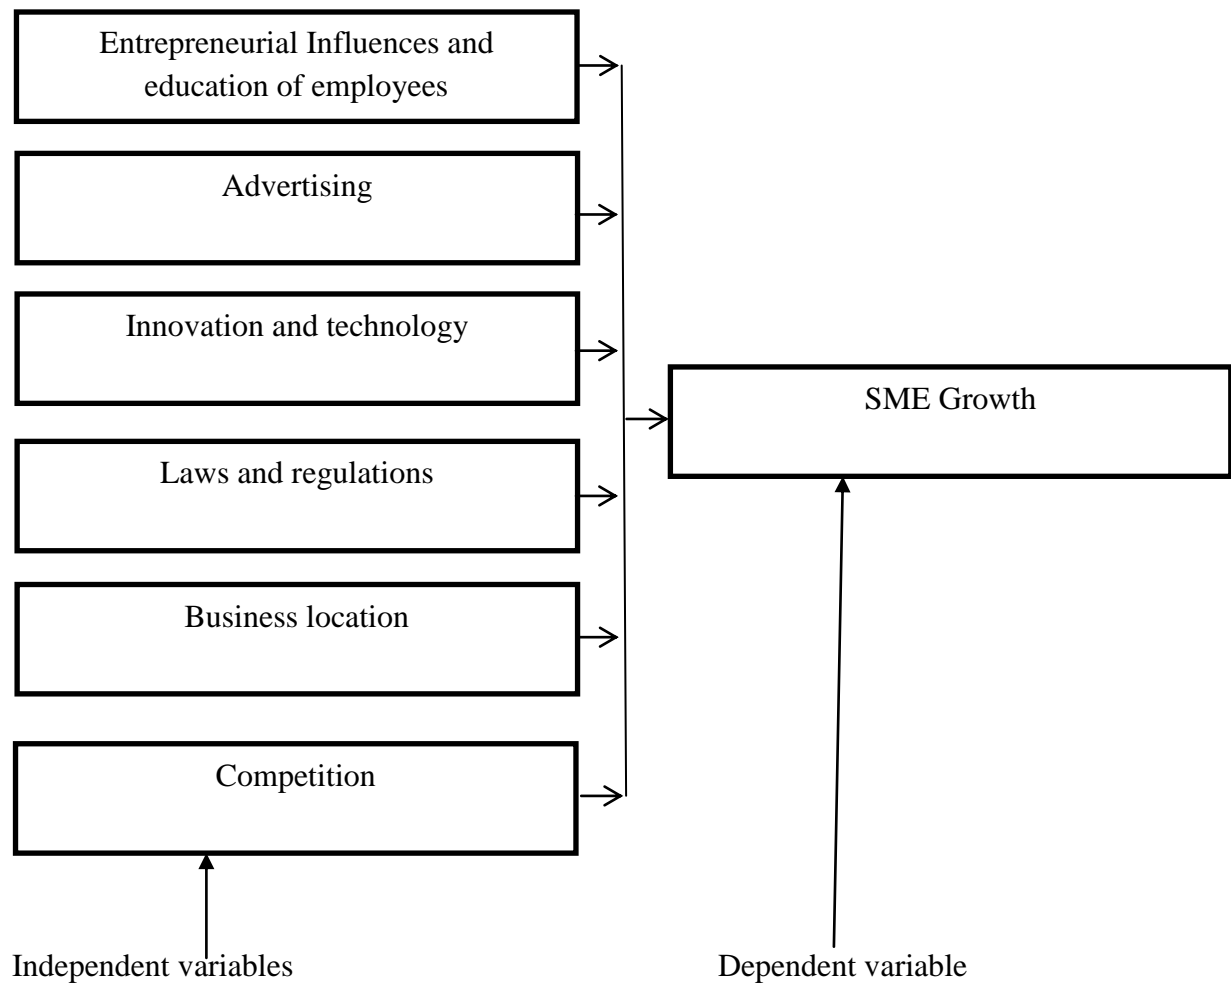 Entrepreneurial Influences and
education of employees
Advertising
Innovation and technology
SME Growth
Laws and regulations
Business location
Competition
Independent variables
Dependent variable